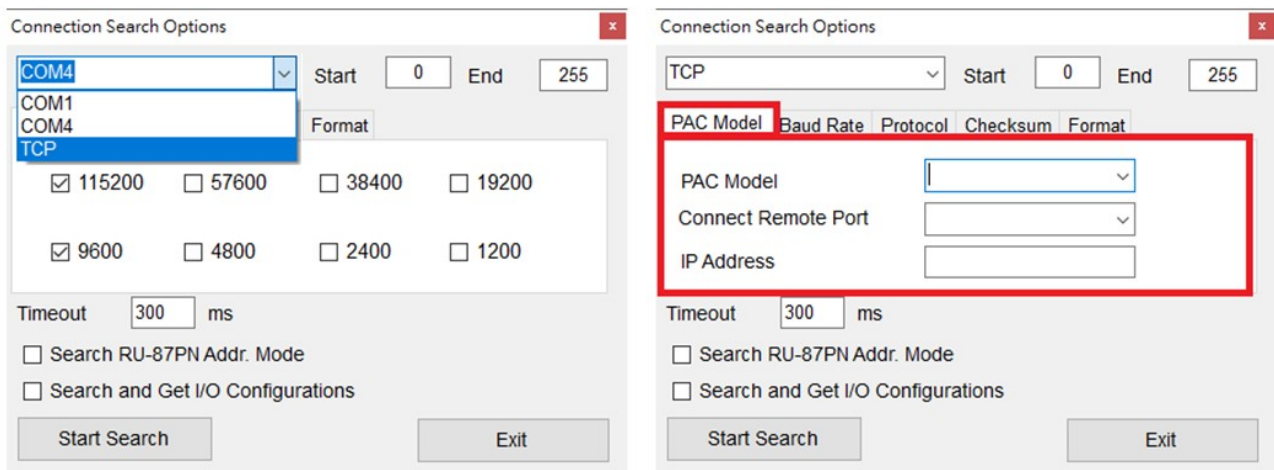 Connection Search Options x
COM4 Start 0 End 255
COM1
COM4
TCP
Format
115200 57600 38400 19200
9600 4800 2400 1200
Timeout 300 ms
Search RU-87PN Addr. Mode
Search and Get I/O Configurations
Start Search Exit
Connection Search Options x
TCP Start 0 End 255
PAC Model Baud Rate Protocol Checksum Format
PAC Model
Connect Remote Port
IP Address
Timeout 300 ms
Search RU-87PN Addr. Mode
Search and Get I/O Configurations
Start Search Exit